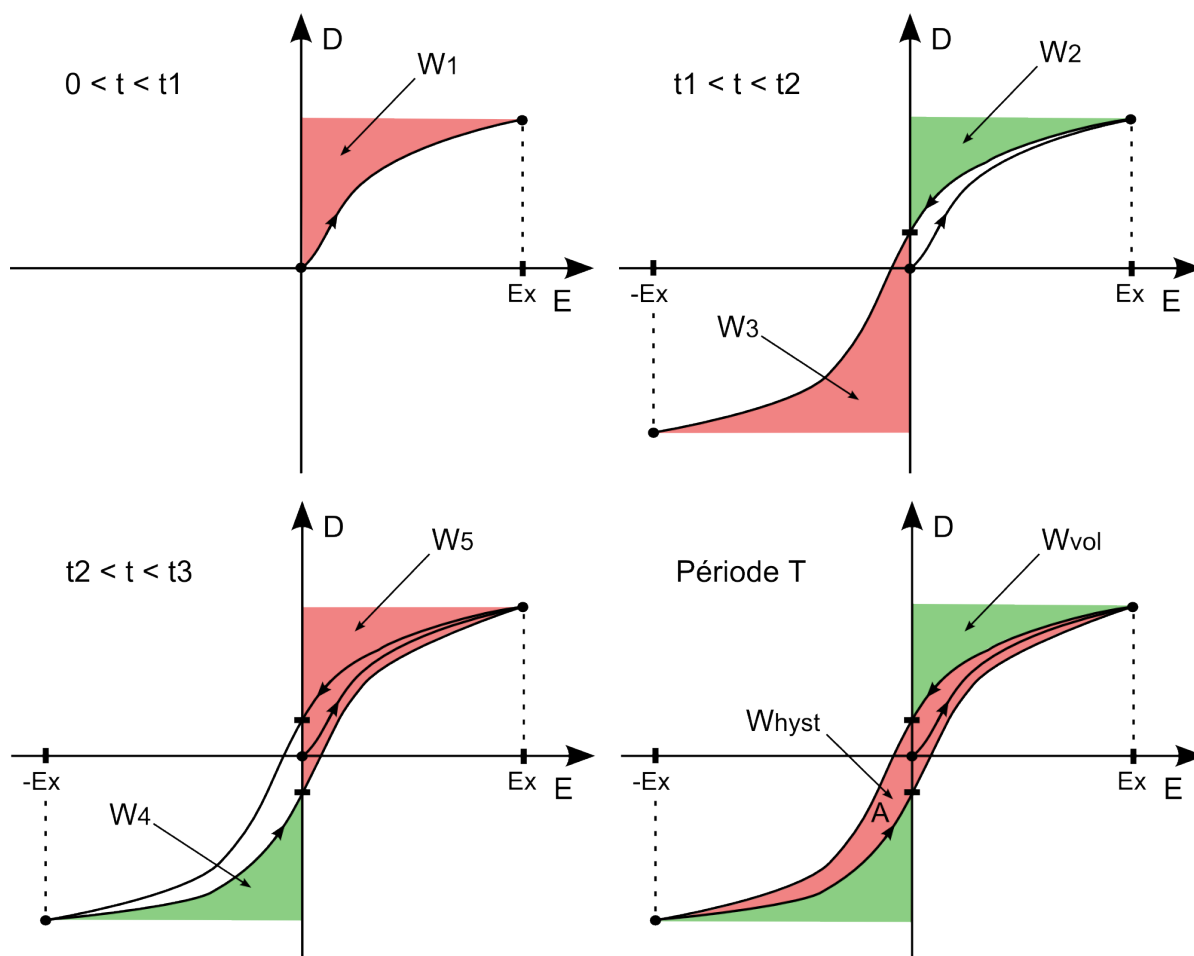 D
W1
0 < t < t1
Ex
E
D
W2
t1 < t < t2
-Ex
Ex
E
W3
D
W5
t2 < t < t3
-Ex
Ex
E
W4
D
Wvol
Période T
Whyst
-Ex
Ex
E
A